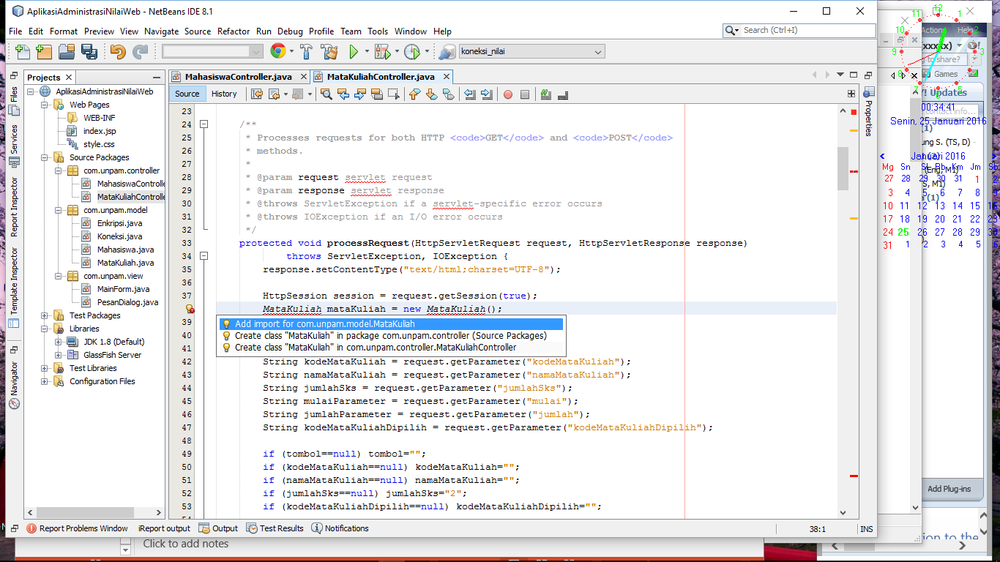 AplikasiAdministrasiNilaiWeb - NetBeans IDE 8.1
File Edit Format Preview View Navigate Source Refactor Run Debug Profile Team Tools Window Help
Search (Ctrl+I)
koneksi_nilai
Files
Services
Report Inspector
Template Inspector
Navigator
Projects
AplikasiAdministrasiNilaiWeb
Web Pages
WEB-INF
index.jsp
style.css
Source Packages
com.unpam.controller
MahasiswaControlle
MataKuliahControlle
com.unpam.model
Enkripsi.java
Koneksi.java
Mahasiswa.java
MataKuliah.java
com.unpam.view
MainForm.java
PesanDialog.java
Test Packages
Libraries
JDK 1.8 (Default)
GlassFish Server
Test Libraries
Configuration Files
MahasiswaController.java MataKuliahController.java
Source History
Properties
23
24 /**
25 * Processes requests for both HTTP <code>GET</code> and <code>POST</code>
26 * methods.
27 *
28 * @param request servlet request
29 * @param response servlet response
30 * @throws ServletException if a servlet-specific error occurs
31 * @throws IOException if an I/O error occurs
32 */
33 protected void processRequest(HttpServletRequest request, HttpServletResponse response)
34 throws ServletException, IOException {
35 response.setContentType("text/html;charset=UTF-8");
36
37 HttpSession session = request.getSession(true);
MataKuliah mataKuliah = new MataKuliah();
39
Add import for com.unpam.model.MataKuliah
40
Create class "MataKuliah" in package com.unpam.controller (Source Packages)
41
Create class "MataKuliah" in com.unpam.controller.MataKuliahController
42 String kodeMataKuliah = request.getParameter("kodeMataKuliah");
43 String namaMataKuliah = request.getParameter("namaMataKuliah");
44 String jumlahSks = request.getParameter("jumlahSks");
45 String mulaiParameter = request.getParameter("mulai");
46 String jumlahParameter = request.getParameter("jumlah");
47 String kodeMataKuliahDipilih = request.getParameter("kodeMataKuliahDipilih");
48
49 if (tombol==null) tombol="";
50 if (kodeMataKuliah==null) kodeMataKuliah="";
51 if (namaMataKuliah==null) namaMataKuliah="";
52 if (jumlahSks==null) jumlahSks="2";
53 if (kodeMataKuliahDipilih==null) kodeMataKuliahDipilih="";
Report Problems Window iReport output Output Test Results Notifications
38:1 INS
Click to add notes
12
11 1
10 2
9 3
8 4
Actions Help
to share?
Games
! Updates
00:34:41
contact info...
Senin, 25 Januari 2016
ung S. (TS, D) -
Januari 2016
Mg Sn Sl Rb Km Jm Sb
27 28 29 30 31 1 2
3 4 5 6 7 8 9
10 11 12 13 14 15 16
17 18 19 20 21 22 23
24 25 26 27 28 29 30
31 1 2 3 4 5 6
Add Plug-ins
ion to the